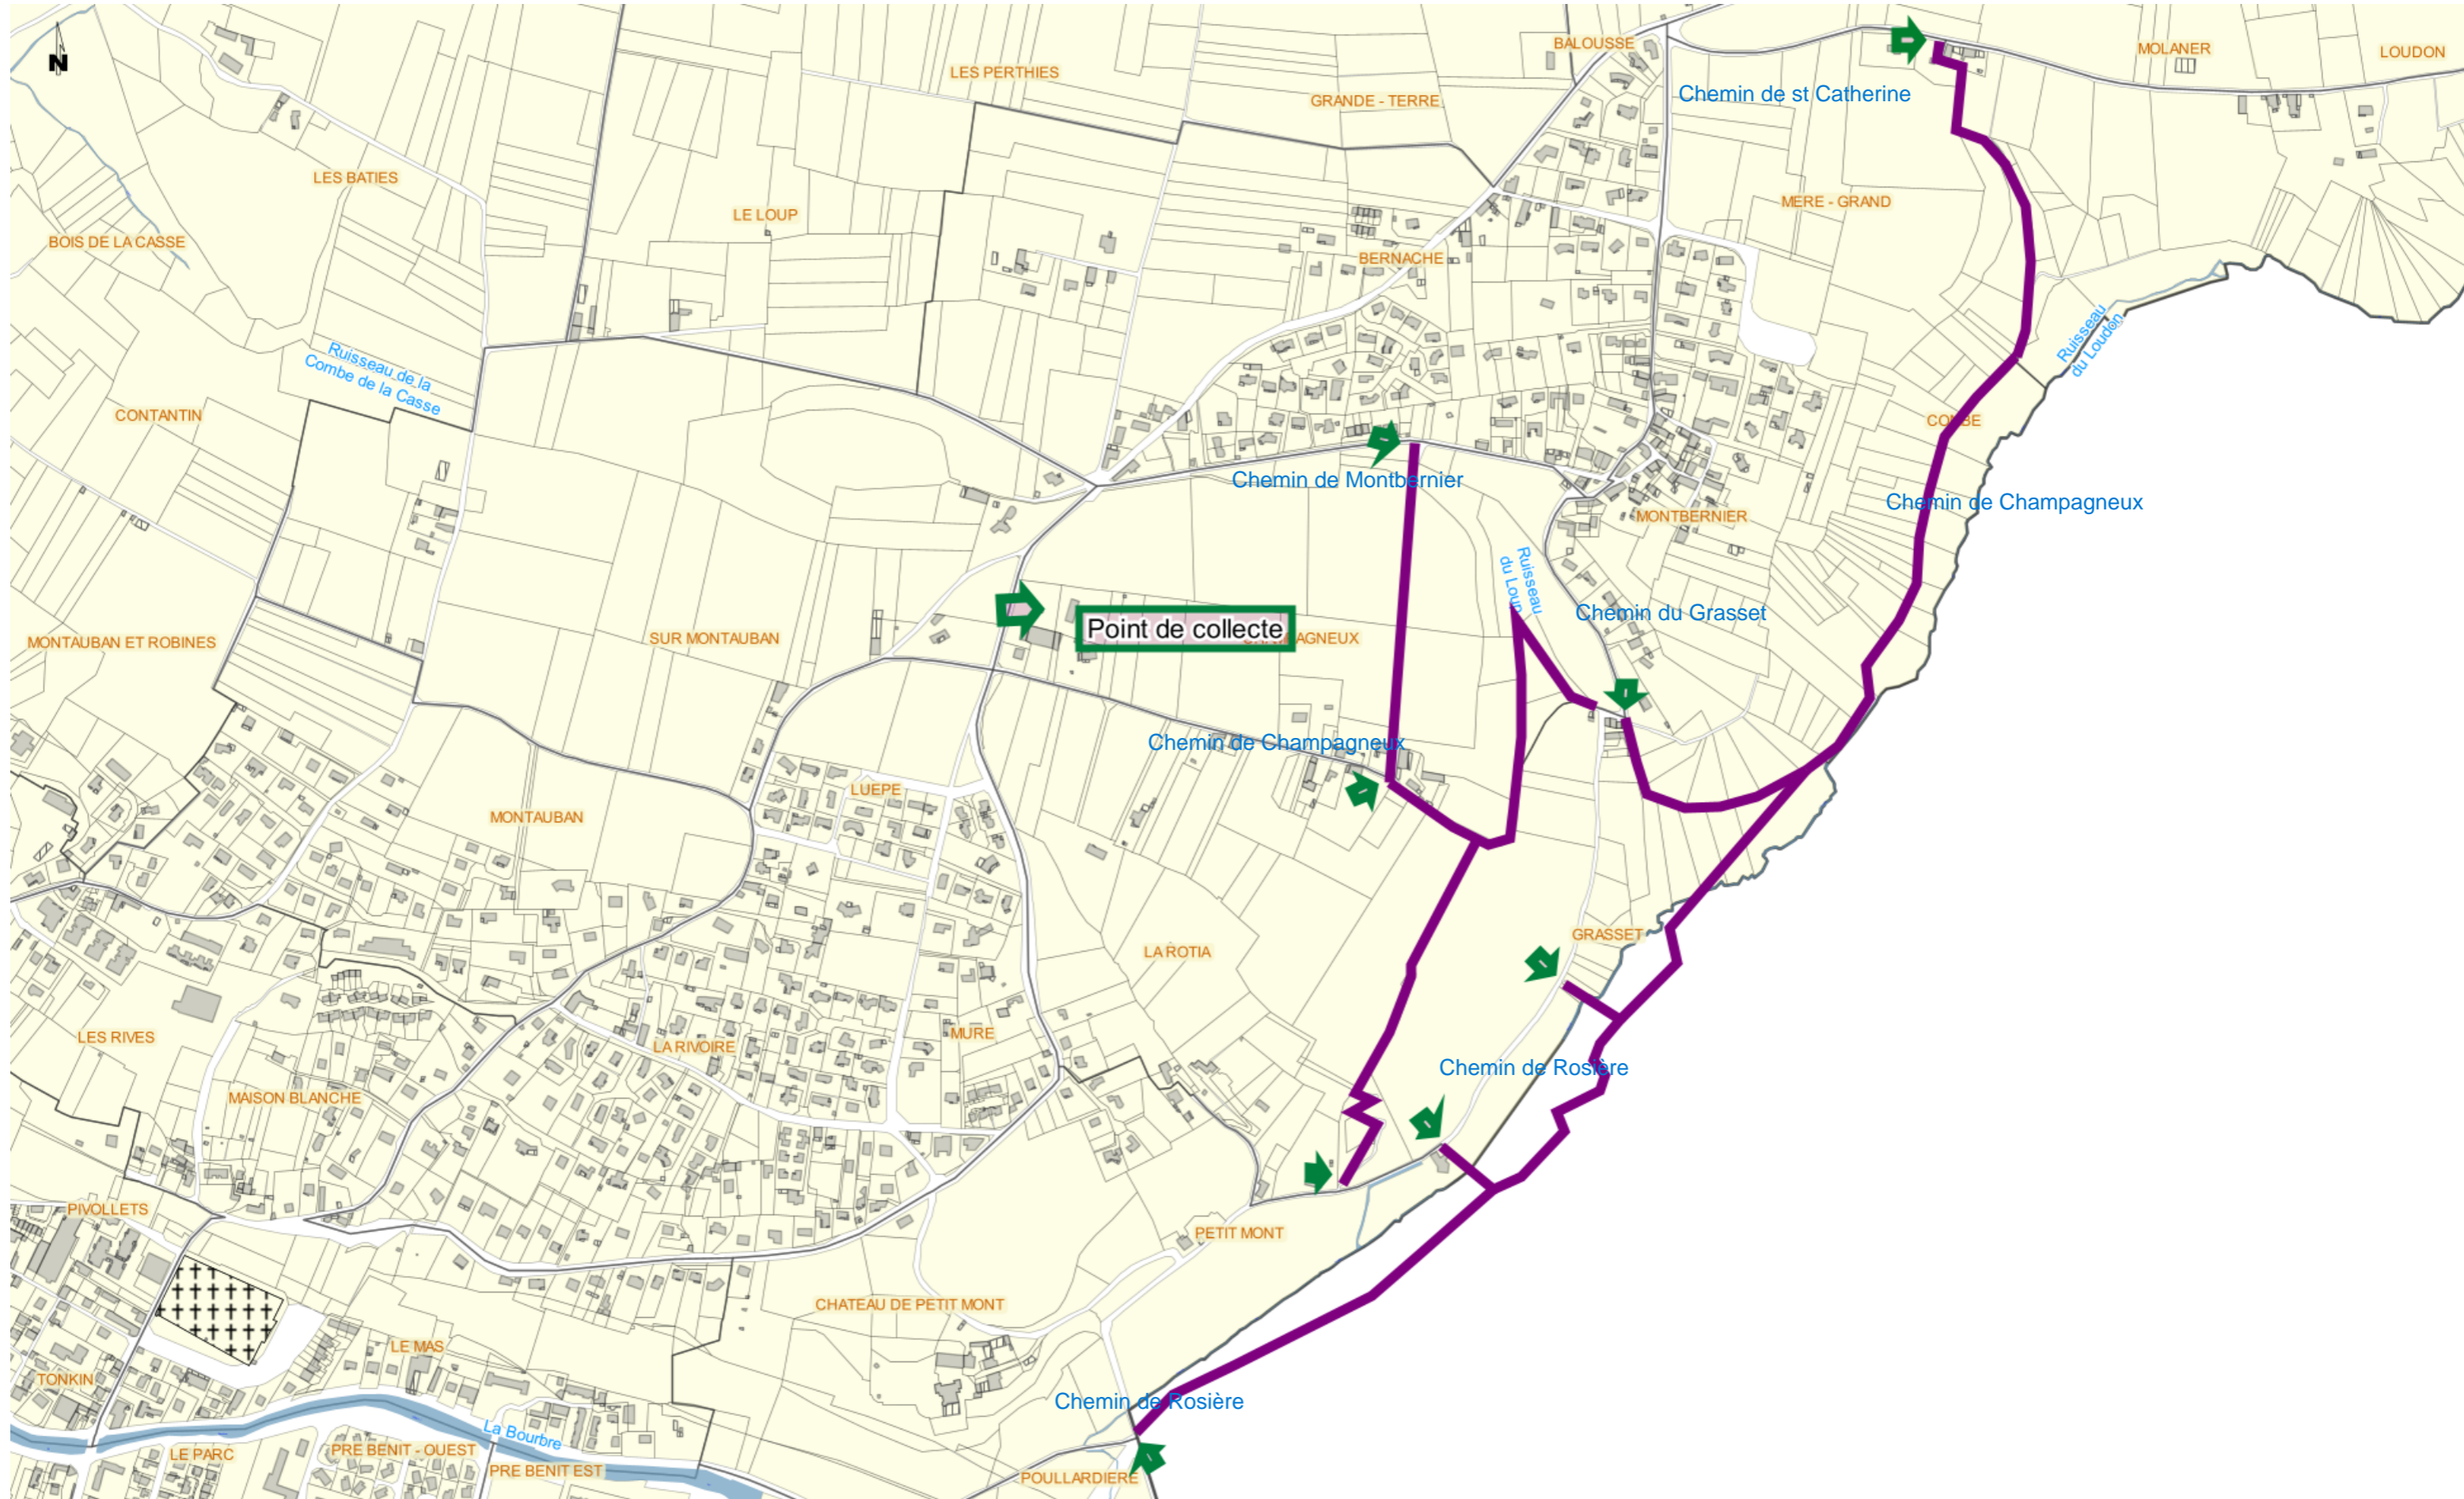 N
BALOUSSE
MOLANER
LOUDON
LES PERTHIES
GRANDE - TERRE
Chemin de st Catherine
LES BATIES
MERE - GRAND
LE LOUP
BOIS DE LA CASSE
BERNACHE
Ruisseau
du Loudon
Ruisseau de la
Combe de la Casse
CONTANTIN
COMBE
Chemin de Montbernier
Chemin de Champagneux
MONTBERNIER
Ruisseau
du Loup
Chemin du Grasset
Point de collecte
MONTAUBAN ET ROBINES
SUR MONTAUBAN
AGNEUX
Chemin de Champagneux
LUEPE
MONTAUBAN
GRASSET
LA ROTIA
LES RIVES
MURE
LA RIVOIRE
Chemin de Rosière
MAISON BLANCHE
PIVOLLETS
PETIT MONT
CHATEAU DE PETIT MONT
LE MAS
TONKIN
Chemin de Rosière
La Bourbre
LE PARC
PRE BENIT - OUEST
PRE BENIT EST
POULLARDIERE